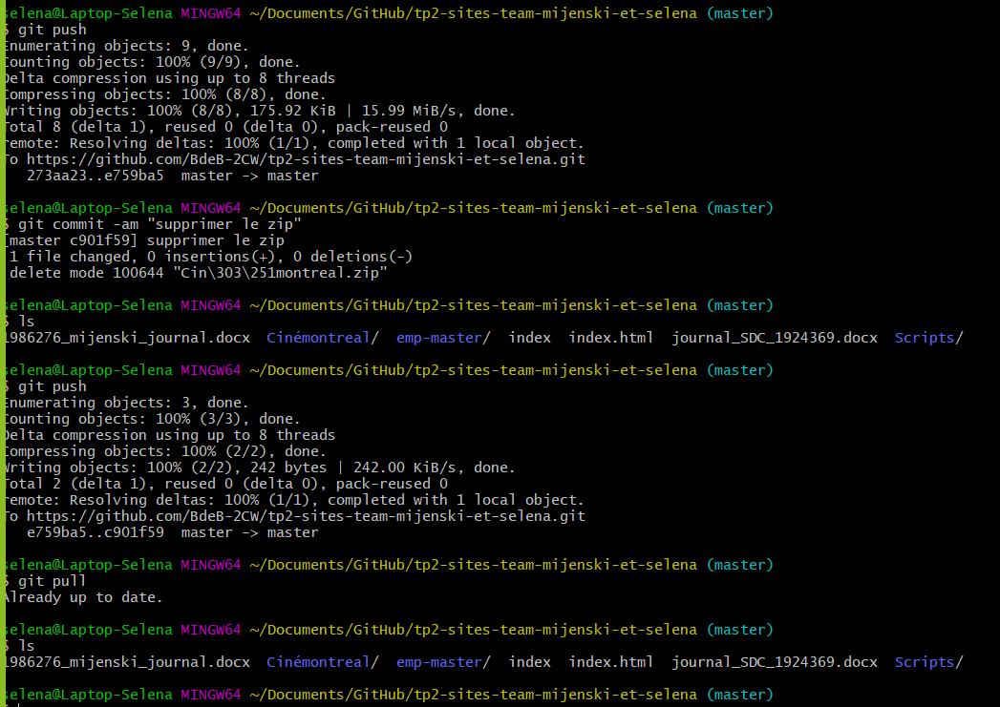 selena@Laptop-Selena MINGW64 ~/Documents/GitHub/tp2-sites-team-mijenski-et-selena (master)
$ git push
Enumerating objects: 9, done.
Counting objects: 100% (9/9), done.
Delta compression using up to 8 threads
Compressing objects: 100% (8/8), done.
Writing objects: 100% (8/8), 175.92 KiB | 15.99 MiB/s, done.
Total 8 (delta 1), reused 0 (delta 0), pack-reused 0
remote: Resolving deltas: 100% (1/1), completed with 1 local object.
To https://github.com/BdeB-2CW/tp2-sites-team-mijenski-et-selena.git
   273aa23..e759ba5  master -> master
selena@Laptop-Selena MINGW64 ~/Documents/GitHub/tp2-sites-team-mijenski-et-selena (master)
$ git commit -am "supprimer le zip"
[master c901f59] supprimer le zip
 1 file changed, 0 insertions(+), 0 deletions(-)
 delete mode 100644 "Cin\303\251montreal.zip"
selena@Laptop-Selena MINGW64 ~/Documents/GitHub/tp2-sites-team-mijenski-et-selena (master)
$ ls
1986276_mijenski_journal.docx  Cinémontreal/  emp-master/  index  index.html  journal_SDC_1924369.docx  Scripts/
selena@Laptop-Selena MINGW64 ~/Documents/GitHub/tp2-sites-team-mijenski-et-selena (master)
$ git push
Enumerating objects: 3, done.
Counting objects: 100% (3/3), done.
Delta compression using up to 8 threads
Compressing objects: 100% (2/2), done.
Writing objects: 100% (2/2), 242 bytes | 242.00 KiB/s, done.
Total 2 (delta 1), reused 0 (delta 0), pack-reused 0
remote: Resolving deltas: 100% (1/1), completed with 1 local object.
To https://github.com/BdeB-2CW/tp2-sites-team-mijenski-et-selena.git
   e759ba5..c901f59  master -> master
selena@Laptop-Selena MINGW64 ~/Documents/GitHub/tp2-sites-team-mijenski-et-selena (master)
$ git pull
Already up to date.
selena@Laptop-Selena MINGW64 ~/Documents/GitHub/tp2-sites-team-mijenski-et-selena (master)
$ ls
1986276_mijenski_journal.docx  Cinémontreal/  emp-master/  index  index.html  journal_SDC_1924369.docx  Scripts/
selena@Laptop-Selena MINGW64 ~/Documents/GitHub/tp2-sites-team-mijenski-et-selena (master)
$